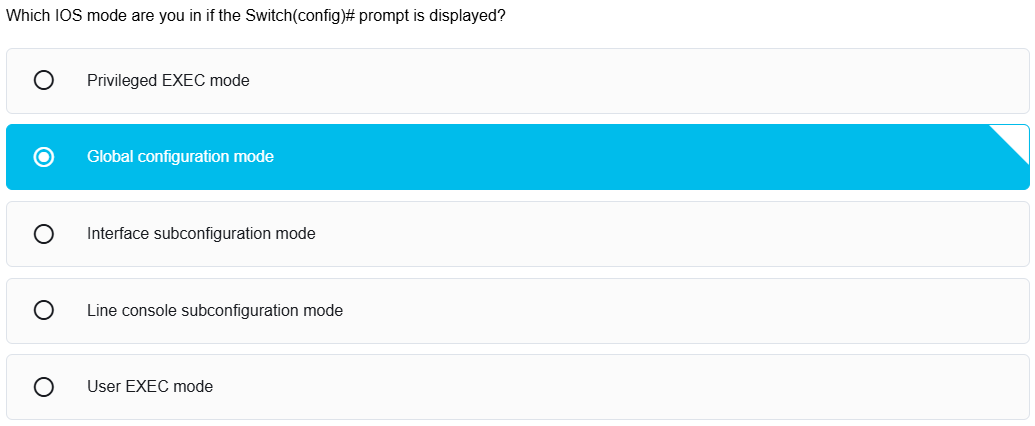 Which IOS mode are you in if the Switch(config)# prompt is displayed?
Privileged EXEC mode
Global configuration mode
Interface subconfiguration mode
Line console subconfiguration mode
User EXEC mode